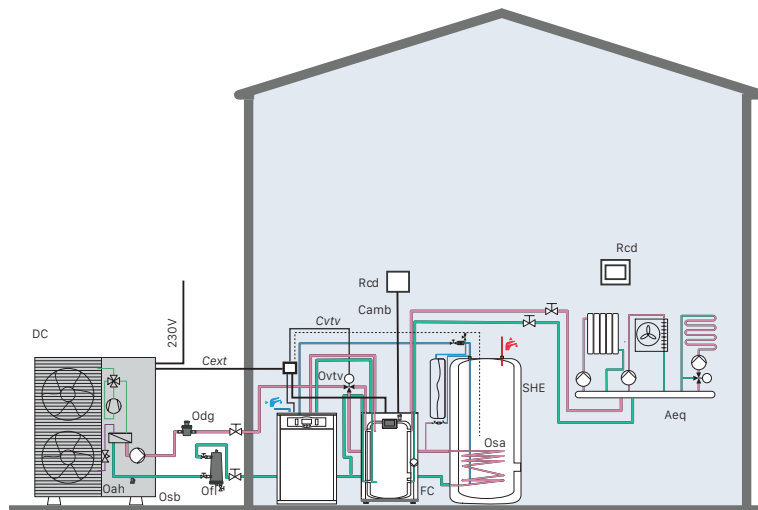 Rcd
Rcd
Camb
Cvtv
230V
DC
Cext
Ovtv
SHE
Odg
Aeq
Osa
Oah
Osb
Ofl
FC